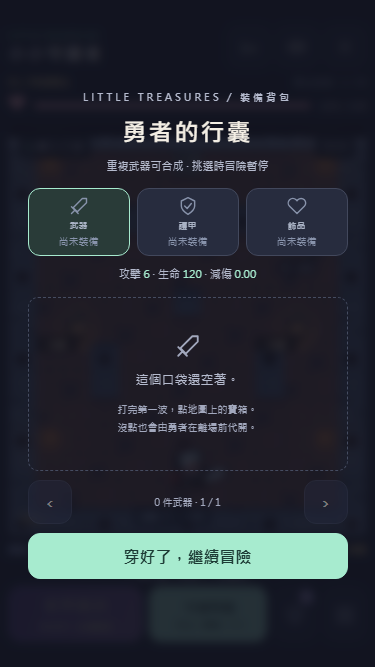 LITTLE TREASURES / 裝備背包
勇者的行囊
重複武器可合成 · 挑選時冒險暫停
武器
尚未裝備
護甲
尚未裝備
飾品
尚未裝備
攻擊 6 · 生命 120 · 減傷 0.00
這個口袋還空著。
打完第一波，點地圖上的寶箱。
沒點也會由勇者在離場前代開。
‹
0 件武器 · 1 / 1
›
穿好了，繼續冒險